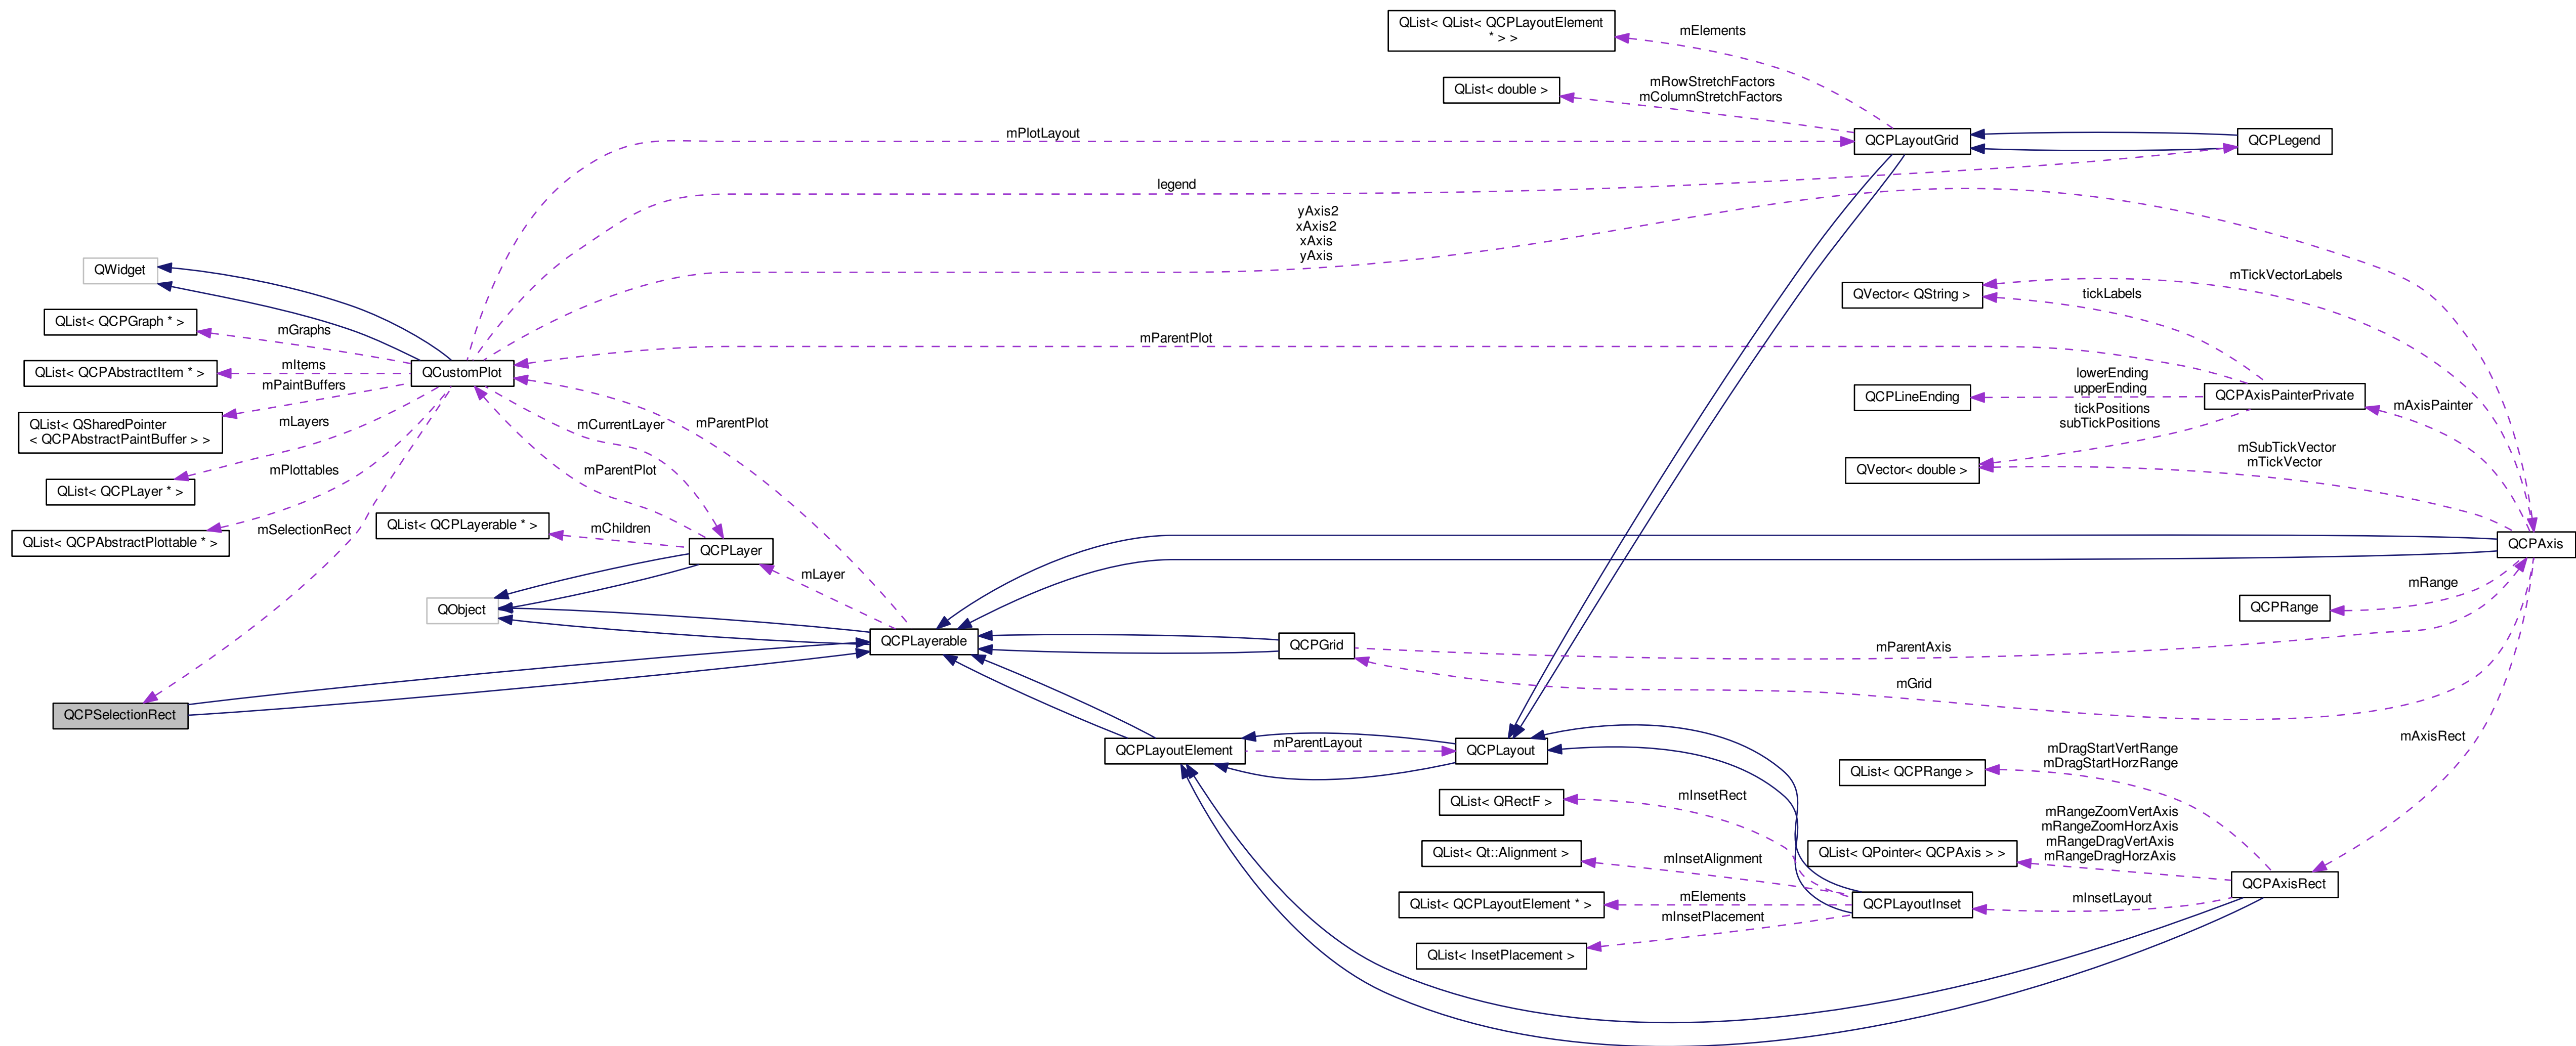 QList< QList< QCPLayoutElement
* > >
mElements
QList< double >
mRowStretchFactors
mColumnStretchFactors
mPlotLayout
QCPLayoutGrid
QCPLegend
legend
yAxis2
xAxis2
xAxis
yAxis
QWidget
mTickVectorLabels
QVector< QString >
tickLabels
QList< QCPGraph * >
mGraphs
mParentPlot
QList< QCPAbstractItem * >
mItems
QCustomPlot
mPaintBuffers
QList< QSharedPointer
< QCPAbstractPaintBuffer > >
mLayers
mCurrentLayer
mParentPlot
lowerEnding
upperEnding
QCPLineEnding
QCPAxisPainterPrivate
mAxisPainter
tickPositions
subTickPositions
mSubTickVector
mTickVector
QVector< double >
mPlottables
mParentPlot
QList< QCPLayer * >
mSelectionRect
QList< QCPLayerable * >
mChildren
QList< QCPAbstractPlottable * >
QCPLayer
QCPAxis
mLayer
mRange
QCPRange
QObject
QCPLayerable
QCPGrid
mParentAxis
mGrid
QCPSelectionRect
mAxisRect
QCPLayoutElement
mParentLayout
QCPLayout
mDragStartVertRange
mDragStartHorzRange
QList< QCPRange >
mInsetRect
QList< QRectF >
mRangeZoomVertAxis
mRangeZoomHorzAxis
mRangeDragVertAxis
mRangeDragHorzAxis
QList< Qt::Alignment >
mInsetAlignment
QList< QPointer< QCPAxis > >
QCPAxisRect
QList< QCPLayoutElement * >
mElements
QCPLayoutInset
mInsetLayout
mInsetPlacement
QList< InsetPlacement >